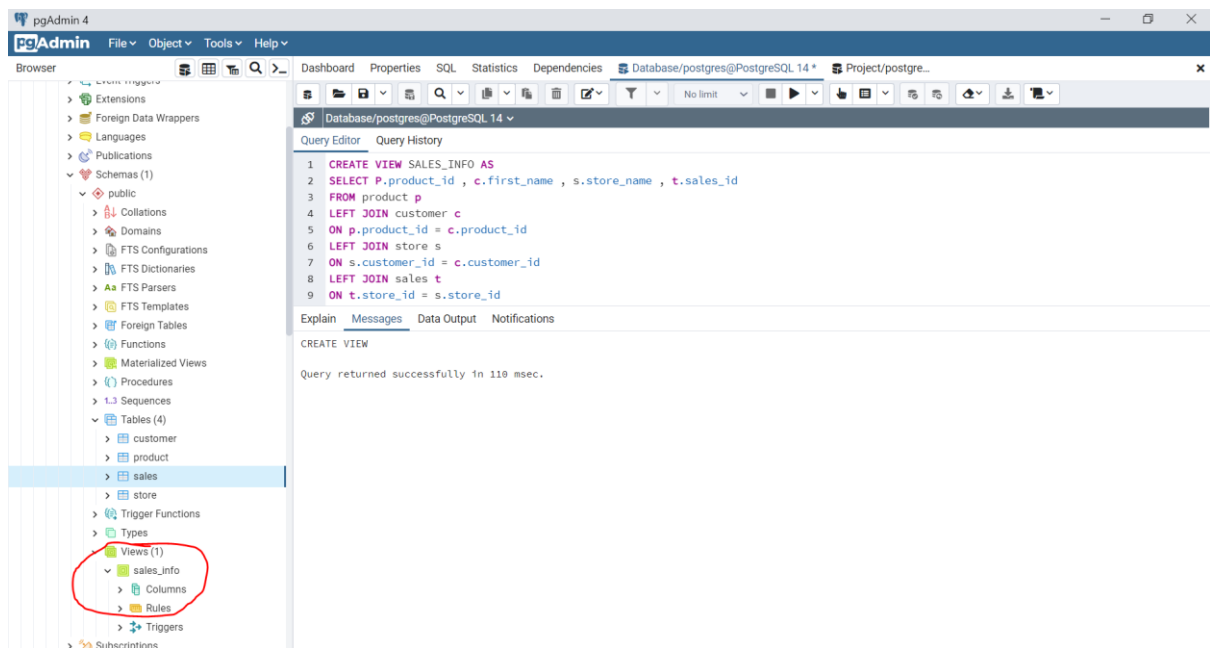 pgAdmin 4
pgAdmin File Object Tools Help
Browser
Dashboard Properties SQL Statistics Dependencies Database/postgres@PostgreSQL 14 * Project/postgre...
Event Triggers
Extensions
Foreign Data Wrappers
Languages
Publications
Schemas (1)
public
Collations
Domains
FTS Configurations
FTS Dictionaries
Aa FTS Parsers
FTS Templates
Foreign Tables
Functions
Materialized Views
Procedures
1..3 Sequences
Tables (4)
customer
product
sales
store
Trigger Functions
Types
Views (1)
sales_info
Columns
Rules
Triggers
Subscriptions
No limit
Database/postgres@PostgreSQL 14
Query Editor Query History
1 CREATE VIEW SALES_INFO AS
2 SELECT P.product_id , c.first_name , s.store_name , t.sales_id
3 FROM product p
4 LEFT JOIN customer c
5 ON p.product_id = c.product_id
6 LEFT JOIN store s
7 ON s.customer_id = c.customer_id
8 LEFT JOIN sales t
9 ON t.store_id = s.store_id
Explain Messages Data Output Notifications
CREATE VIEW
Query returned successfully in 110 msec.